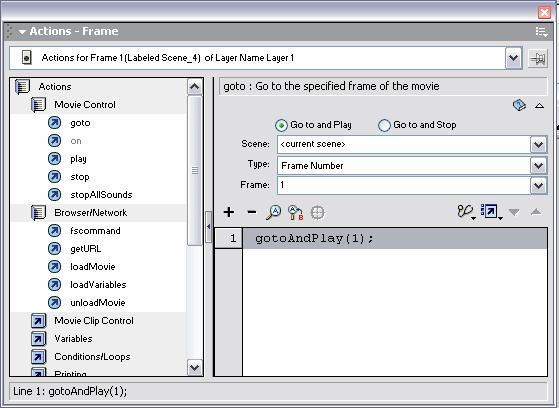 Actions - Frame
Actions for Frame 1(Labeled Scene_4) of Layer Name Layer 1
Actions
Movie Control
goto
on
play
stop
stopAllSounds
Browser/Network
fscommand
getURL
loadMovie
loadVariables
unloadMovie
Movie Clip Control
Variables
Conditions/Loops
Printing
goto : Go to the specified frame of the movie
Go to and Play Go to and Stop
Scene: <current scene>
Type: Frame Number
Frame: 1
1 gotoAndPlay(1);
Line 1: gotoAndPlay(1);